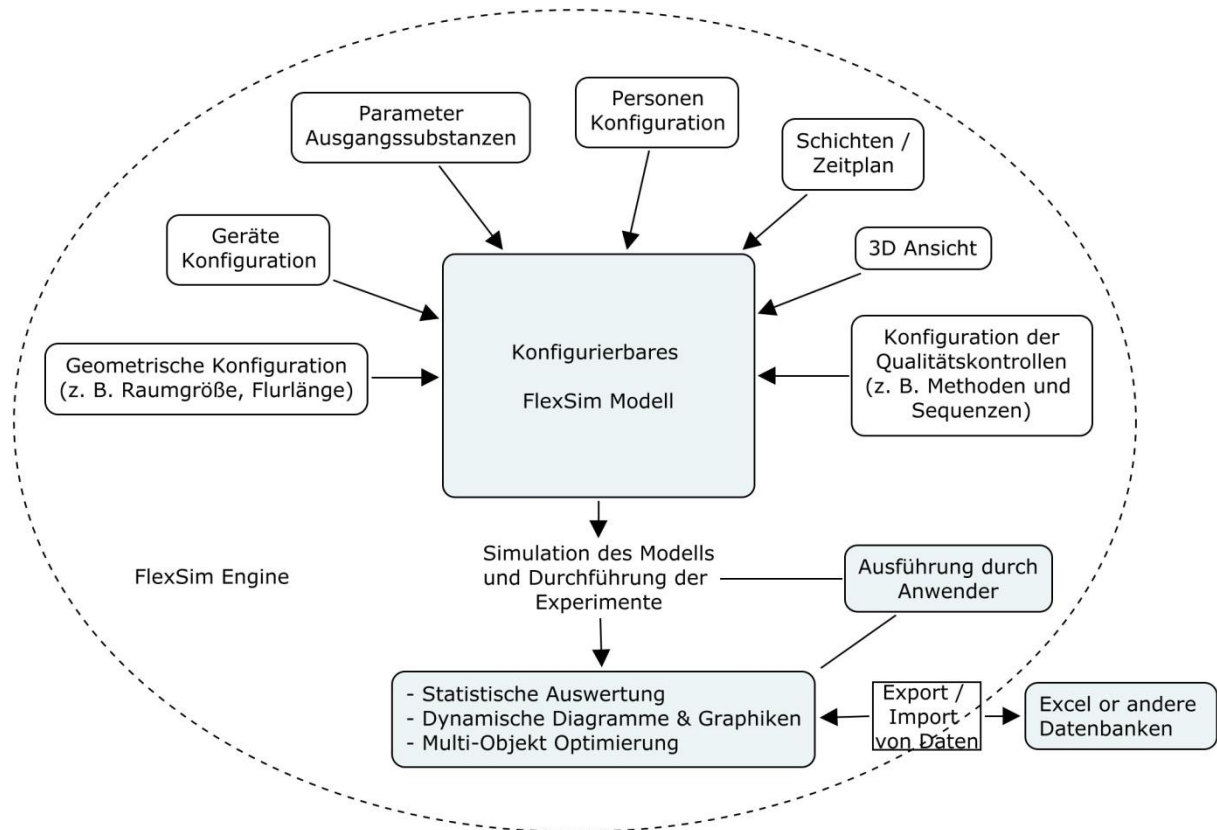 Parameter
Ausgangssubstanzen
Personen
Konfiguration
Schichten /
Zeitplan
Geräte
Konfiguration
3D Ansicht
Geometrische Konfiguration
(z. B. Raumgröße, Flurlänge)
Konfigurierbares
FlexSim Modell
Konfiguration der
Qualitätskontrollen
(z. B. Methoden und
Sequenzen)
FlexSim Engine
Simulation des Modells
und Durchführung der
Experimente
Ausführung durch
Anwender
- Statistische Auswertung
- Dynamische Diagramme & Graphiken
- Multi-Objekt Optimierung
Export /
Import
von Daten
Excel or andere
Datenbanken